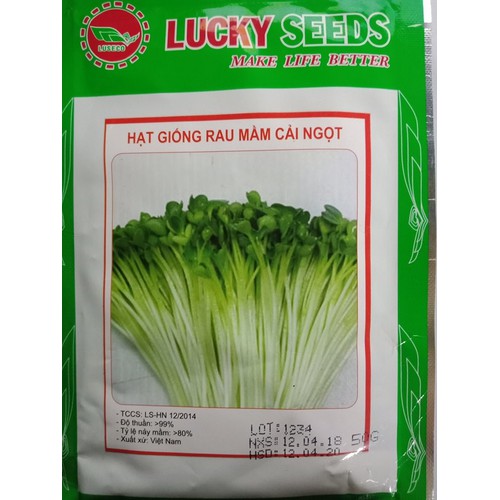 LUSECO
LUCKY SEEDS
MAKE LIFE BETTER
HẠT GIỐNG RAU MẦM CẢI NGỌT
- TCCS: LS-HN 12/2014
- Độ thuần: >99%
- Tỷ lệ nảy mầm: >80%
- Xuất xứ: Việt Nam
LOT: 1234
NXS: 12.04.18 50G
HSD: 12.04.20